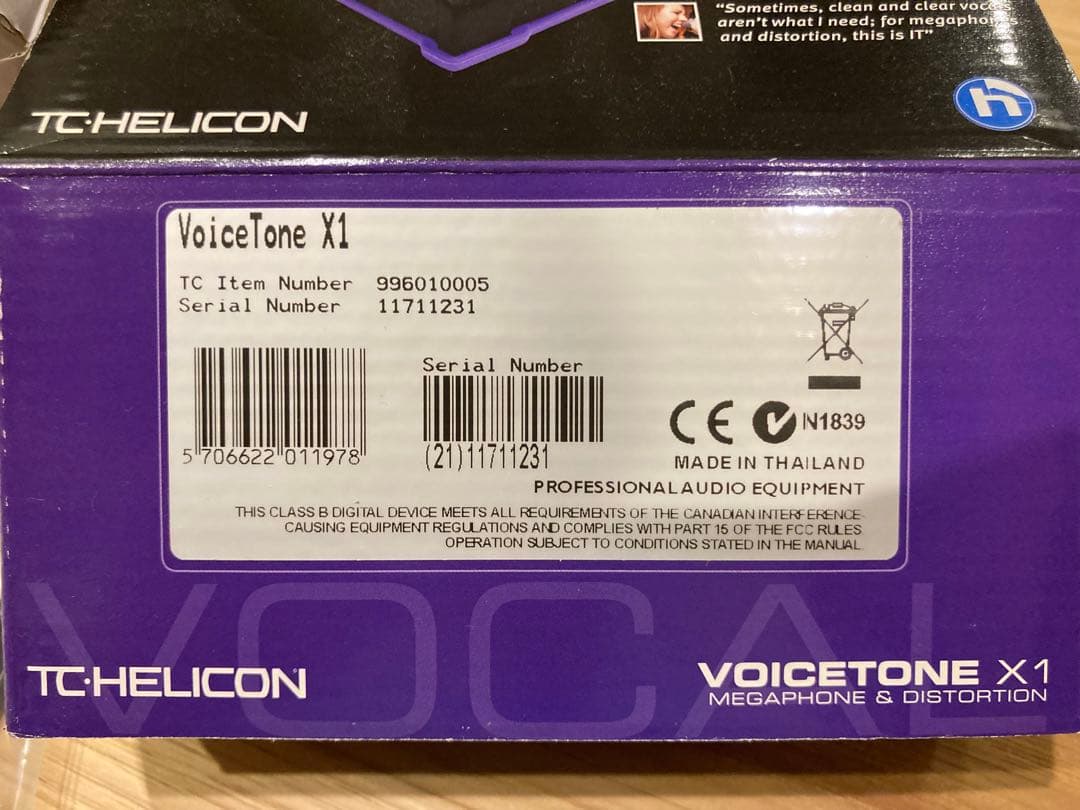 "Sometimes, clean and clear vocals
aren't what I need; for megaphones
and distortion, this is IT"
TC·HELICON
VoiceTone X1
TC Item Number 996010005
Serial Number 11711231
Serial Number
5 706622 011978
(21)11711231
CE N1839
MADE IN THAILAND
PROFESSIONAL AUDIO EQUIPMENT
THIS CLASS B DIGITAL DEVICE MEETS ALL REQUIREMENTS OF THE CANADIAN INTERFERENCE-
CAUSING EQUIPMENT REGULATIONS AND COMPLIES WITH PART 15 OF THE FCC RULES
OPERATION SUBJECT TO CONDITIONS STATED IN THE MANUAL
VOCAL
TC·HELICON
VOICETONE X1
MEGAPHONE & DISTORTION